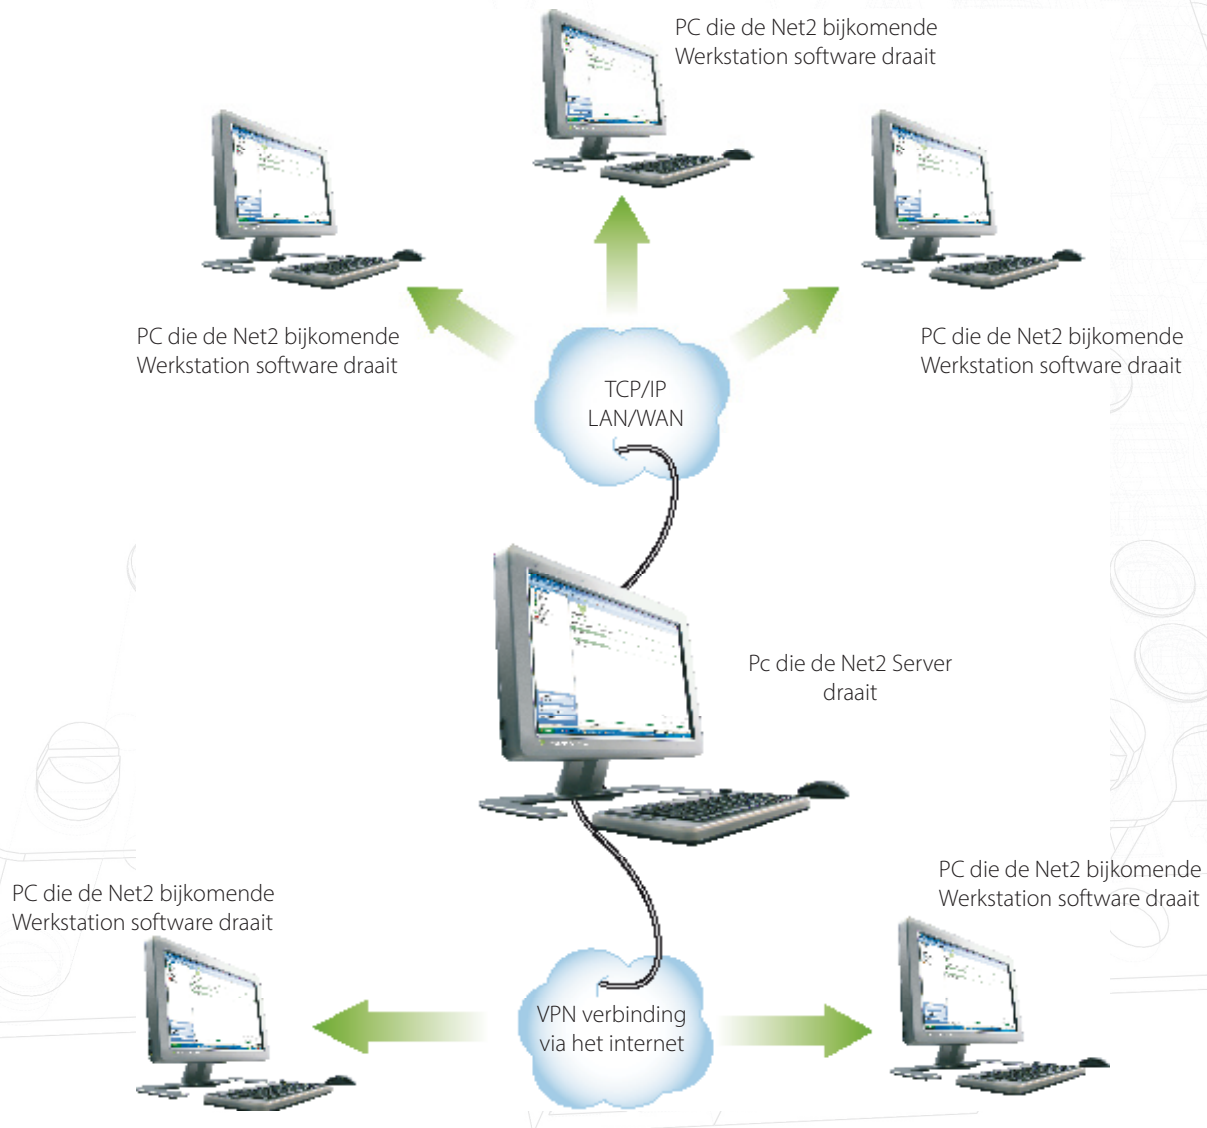 PC die de Net2 bijkomende
Werkstation software draait
PC die de Net2 bijkomende
Werkstation software draait
PC die de Net2 bijkomende
Werkstation software draait
TCP/IP
LAN/WAN
Pc die de Net2 Server
draait
PC die de Net2 bijkomende
Werkstation software draait
PC die de Net2 bijkomende
Werkstation software draait
VPN verbinding
via het internet